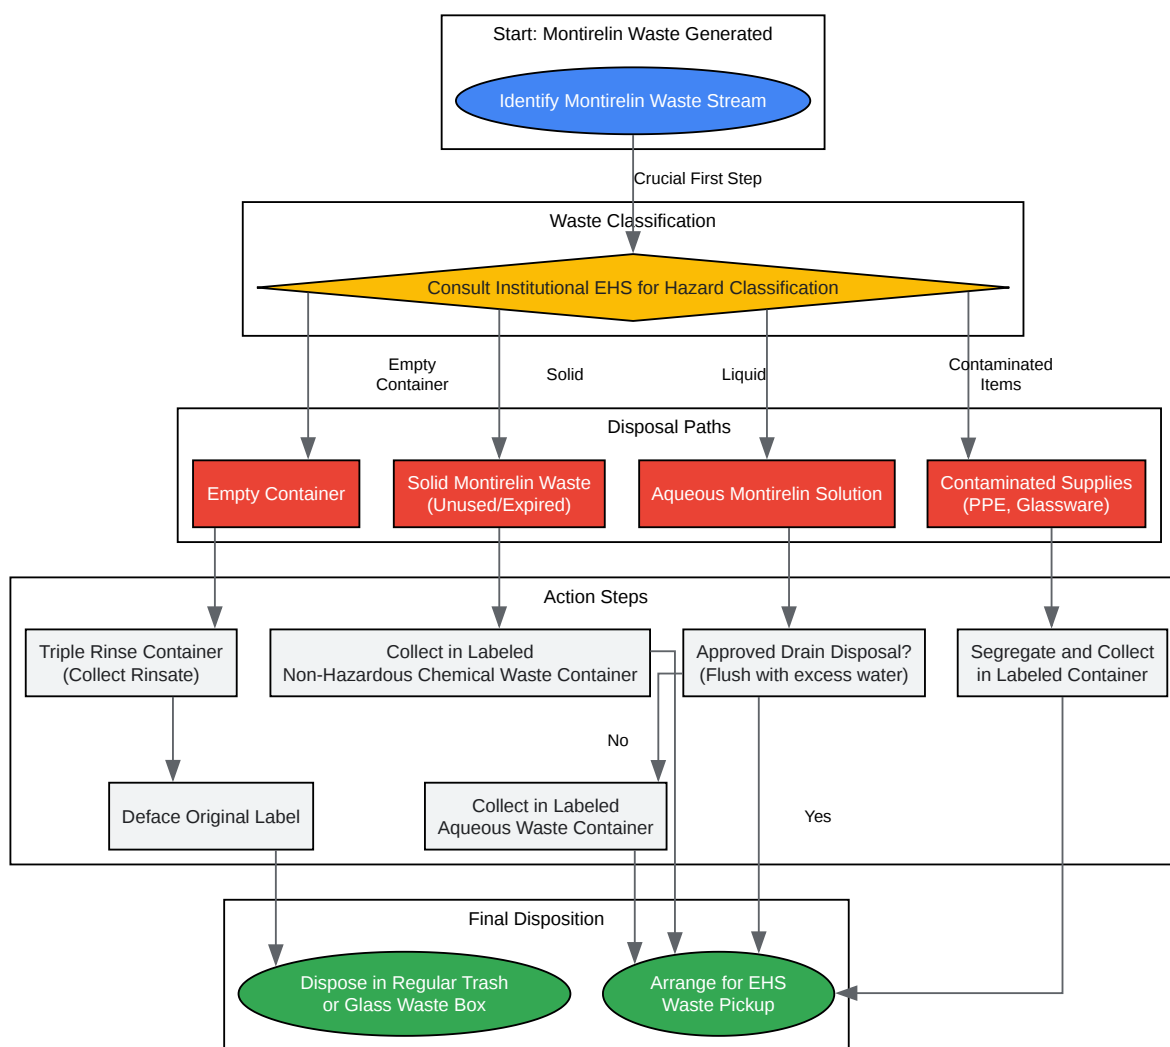 Start: Montirelin Waste Generated
Identify Montirelin Waste Stream
Crucial First Step
Waste Classification
Consult Institutional EHS for Hazard Classification
Empty
Container
Solid
Liquid
Contaminated
Items
Disposal Paths
Empty Container
Solid Montirelin Waste
(Unused/Expired)
Aqueous Montirelin Solution
Contaminated Supplies
(PPE, Glassware)
Action Steps
Triple Rinse Container
(Collect Rinsate)
Collect in Labeled
Non-Hazardous Chemical Waste Container
Approved Drain Disposal?
(Flush with excess water)
Segregate and Collect
in Labeled Container
No
Deface Original Label
Collect in Labeled
Aqueous Waste Container
Yes
Final Disposition
Dispose in Regular Trash
or Glass Waste Box
Arrange for EHS
Waste Pickup